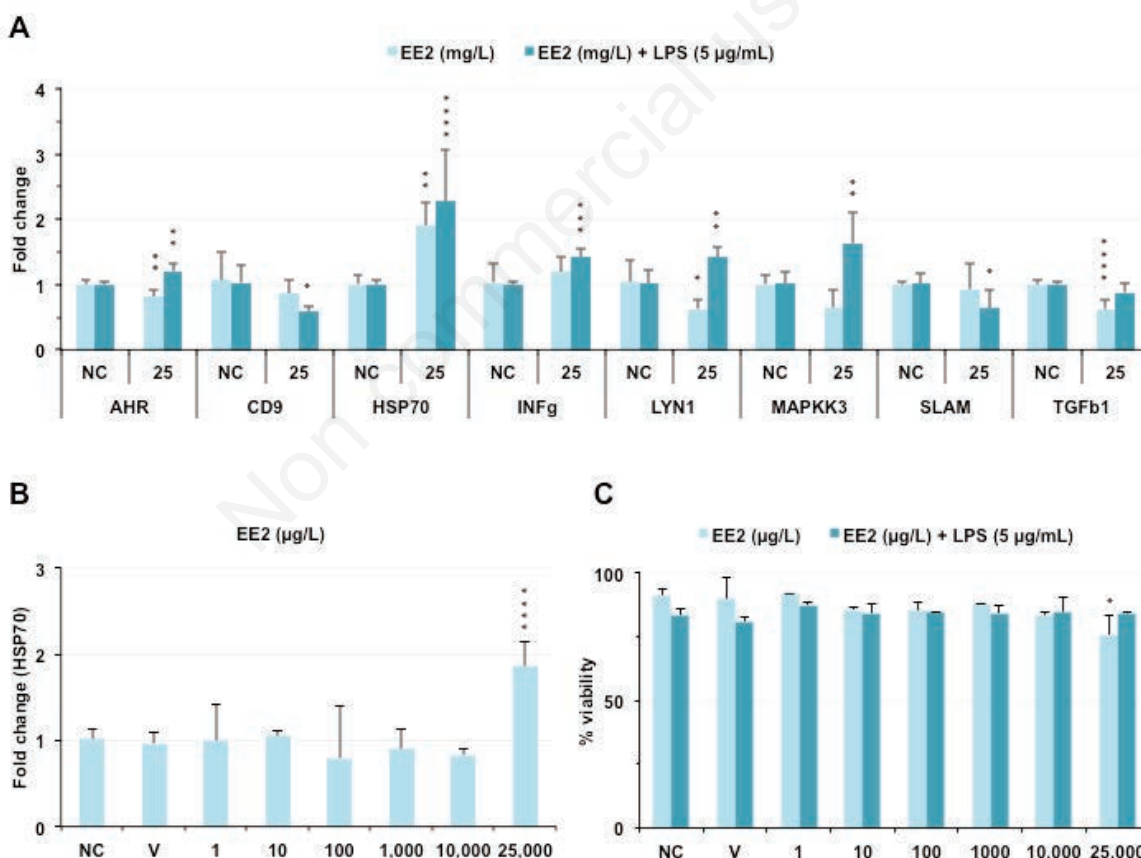 A
EE2 (mg/L) EE2 (mg/L) + LPS (5 µg/mL)
Fold change
4
3
2
1
0
NC 25 NC 25 NC 25 NC 25 NC 25 NC 25 NC 25 NC 25
AHR CD9 HSP70 INFg LYN1 MAPKK3 SLAM TGFb1
Non commercial us
B
EE2 (µg/L)
Fold change (HSP70)
3
2
1
0
NC V 1 10 100 1,000 10,000 25,000
C
EE2 (µg/L) EE2 (µg/L) + LPS (5 µg/mL)
% viability
100
50
0
NC V 1 10 100 1000 10,000 25,000